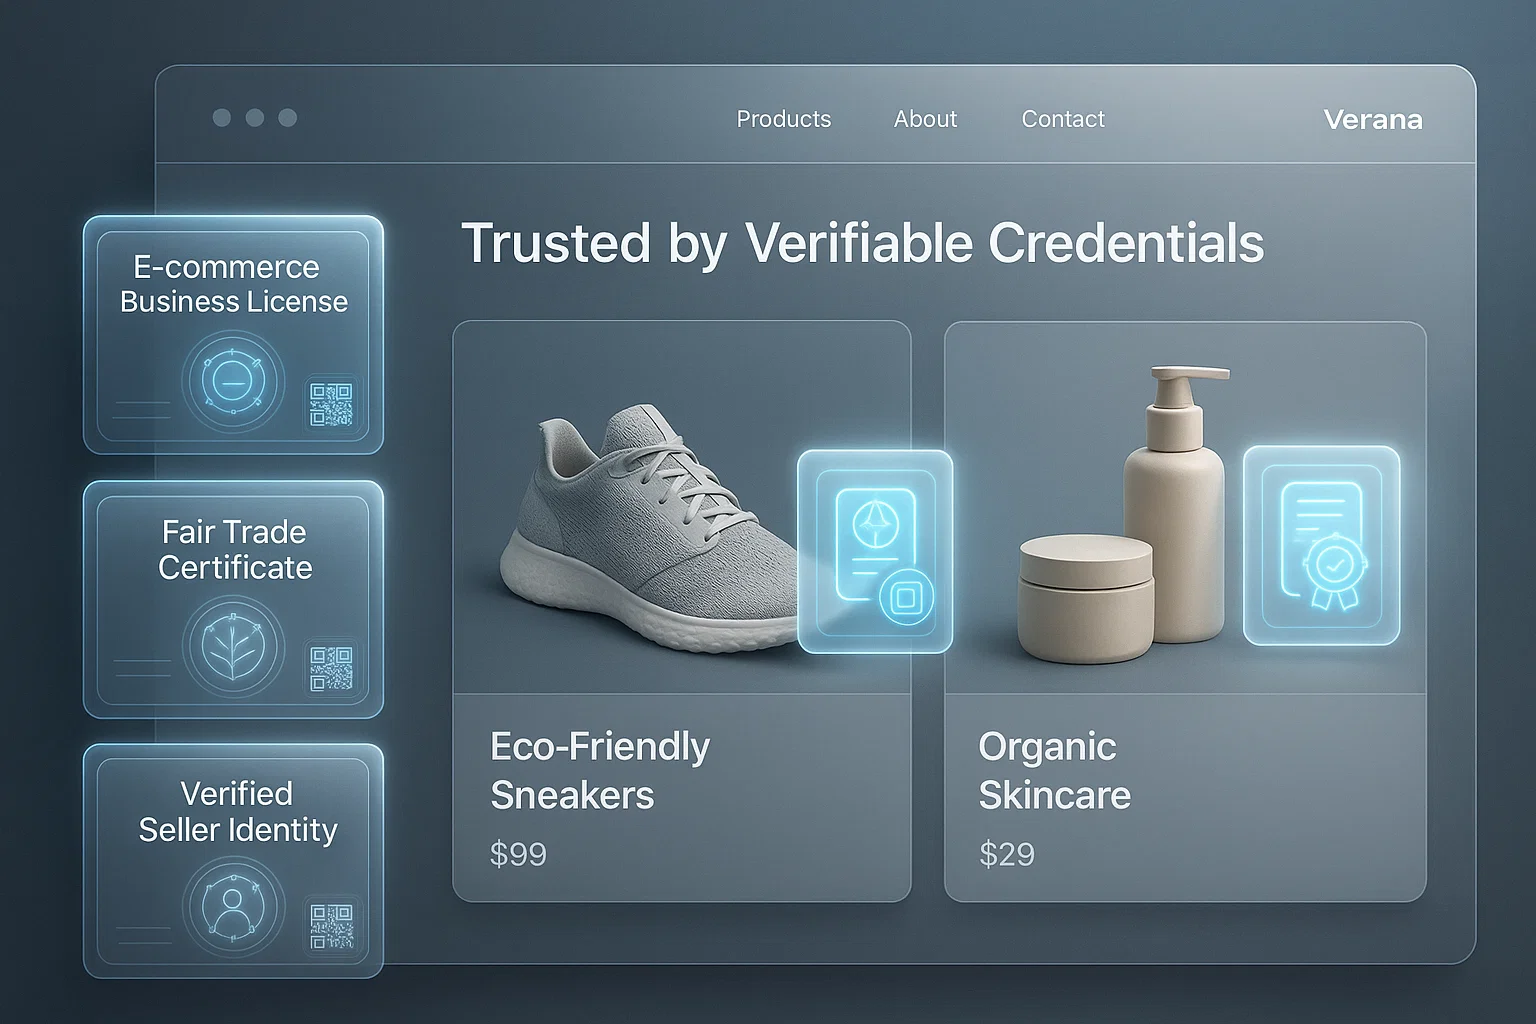 Products
About
Contact
Verana
Trusted by Verifiable Credentials
E-commerce
Business License
Fair Trade
Certificate
Verified
Seller Identity
Eco-Friendly
Sneakers
$99
Organic
Skincare
$29